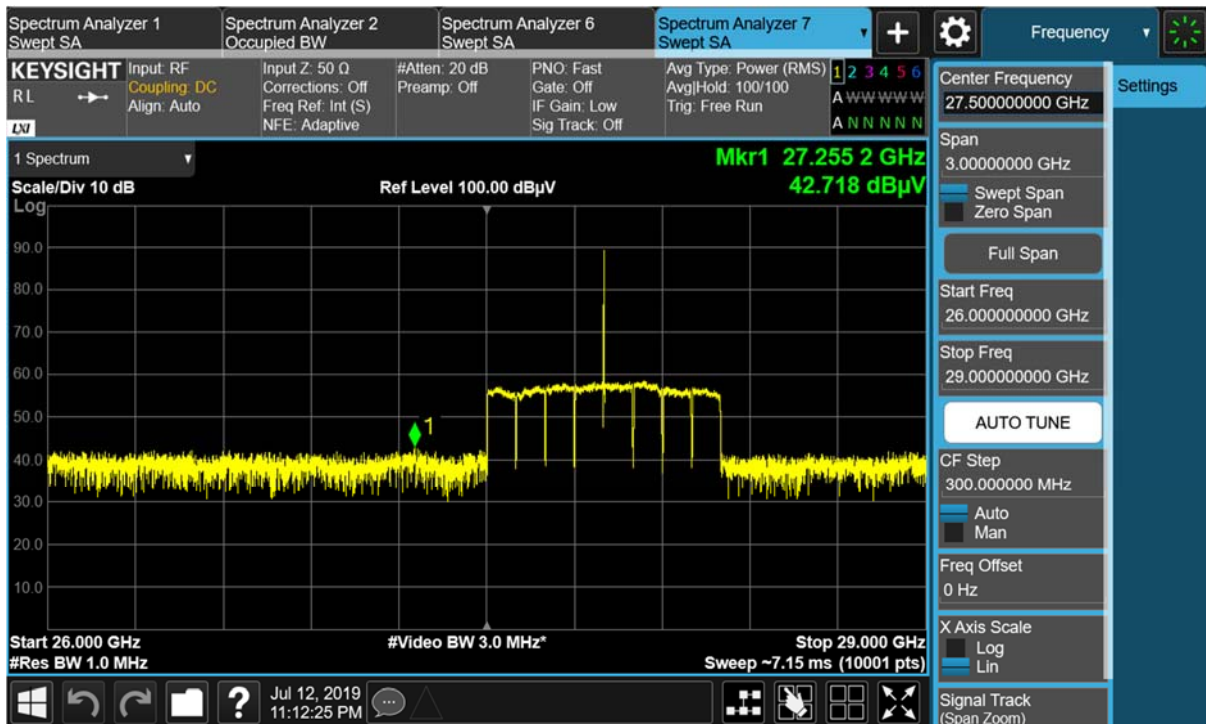 Spectrum Analyzer 1
Swept SA
Spectrum Analyzer 2
Occupied BW
Spectrum Analyzer 6
Swept SA
Spectrum Analyzer 7
Swept SA
Frequency
KEYSIGHT
RL
LXI
Input: RF
Coupling: DC
Align: Auto
Input Z: 50 Ω
Corrections: Off
Freq Ref: Int (S)
NFE: Adaptive
#Atten: 20 dB
Preamp: Off
PNO: Fast
Gate: Off
IF Gain: Low
Sig Track: Off
Avg Type: Power (RMS)
Avg|Hold: 100/100
Trig: Free Run
1 2 3 4 5 6
A W W W W W
A N N N N N
1 Spectrum
Mkr1 27.255 2 GHz
42.718 dBµV
Scale/Div 10 dB
Ref Level 100.00 dBµV
Log
90.0
80.0
70.0
60.0
50.0
40.0
30.0
20.0
10.0
1
Start 26.000 GHz
#Video BW 3.0 MHz*
Stop 29.000 GHz
#Res BW 1.0 MHz
Sweep ~7.15 ms (10001 pts)
?
Jul 12, 2019
11:12:25 PM
Center Frequency
27.500000000 GHz
Settings
Span
3.00000000 GHz
Swept Span
Zero Span
Full Span
Start Freq
26.000000000 GHz
Stop Freq
29.000000000 GHz
AUTO TUNE
CF Step
300.000000 MHz
Auto
Man
Freq Offset
0 Hz
X Axis Scale
Log
Lin
Signal Track
(Span Zoom)